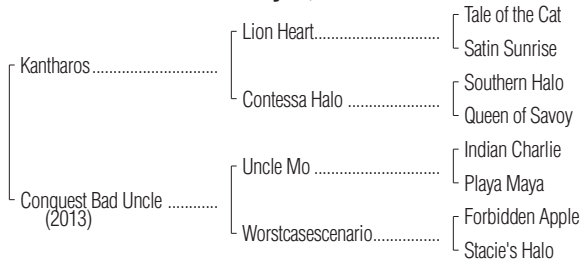 Tale of the Cat
Lion Heart..............................
Satin Sunrise
Kantharos..............................
Southern Halo
Contessa Halo ......................
Queen of Savoy
Indian Charlie
Uncle Mo ..............................
Playa Maya
Conquest Bad Uncle ............
(2013)
Forbidden Apple
Worstcasescenario................
Stacie's Halo